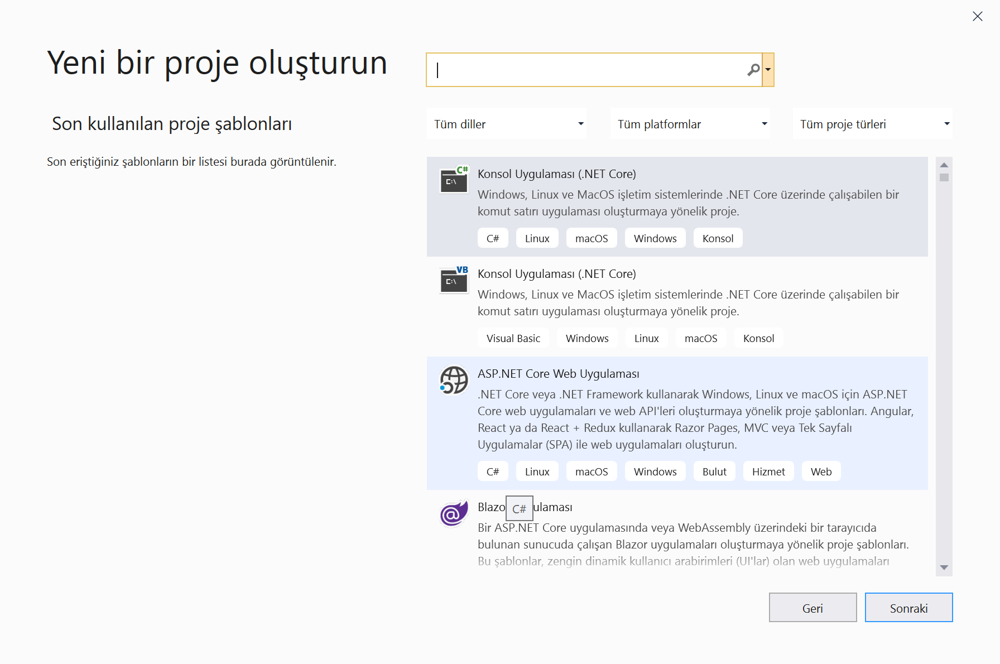 Yeni bir proje oluşturun
Son kullanılan proje şablonları
Son eriştiğiniz şablonların bir listesi burada görüntülenir.
Tüm diller
Tüm platformlar
Tüm proje türleri
C#
C:\
Konsol Uygulaması (.NET Core)
Windows, Linux ve MacOS işletim sistemlerinde .NET Core üzerinde çalışabilen bir
komut satırı uygulaması oluşturmaya yönelik proje.
C# Linux macOS Windows Konsol
VB
C:\
Konsol Uygulaması (.NET Core)
Windows, Linux ve MacOS işletim sistemlerinde .NET Core üzerinde çalışabilen bir
komut satırı uygulaması oluşturmaya yönelik proje.
Visual Basic Windows Linux macOS Konsol
ASP.NET Core Web Uygulaması
.NET Core veya .NET Framework kullanarak Windows, Linux ve macOS için ASP.NET
Core web uygulamaları ve web API'leri oluşturmaya yönelik proje şablonları. Angular,
React ya da React + Redux kullanarak Razor Pages, MVC veya Tek Sayfalı
Uygulamalar (SPA) ile web uygulamaları oluşturun.
C# Linux macOS Windows Bulut Hizmet Web
Blazo C# ulaması
Bir ASP.NET Core uygulamasında veya WebAssembly üzerindeki bir tarayıcıda
bulunan sunucuda çalışan Blazor uygulamaları oluşturmaya yönelik proje şablonları.
Bu şablonlar, zengin dinamik kullanıcı arabirimleri (UI'lar) olan web uygulamaları
Geri
Sonraki